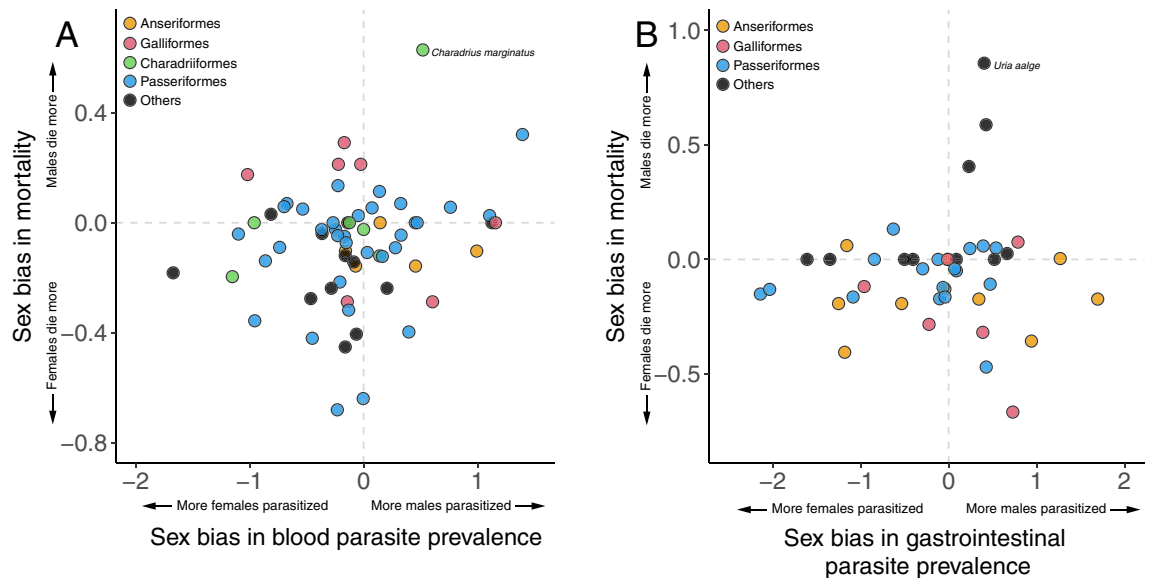 A
Anseriformes
Galliformes
Charadriiformes
Passeriformes
Others
Charadrius marginatus
Sex bias in mortality
Females die more
Males die more
0.4
0.0
−0.4
−0.8
−2
−1
0
1
More females parasitized
More males parasitized
Sex bias in blood parasite prevalence
B
Anseriformes
Galliformes
Passeriformes
Others
Uria aalge
Sex bias in mortality
Females die more
Males die more
1.0
0.5
0.0
−0.5
−2
−1
0
1
2
More females parasitized
More males parasitized
Sex bias in gastrointestinal
parasite prevalence